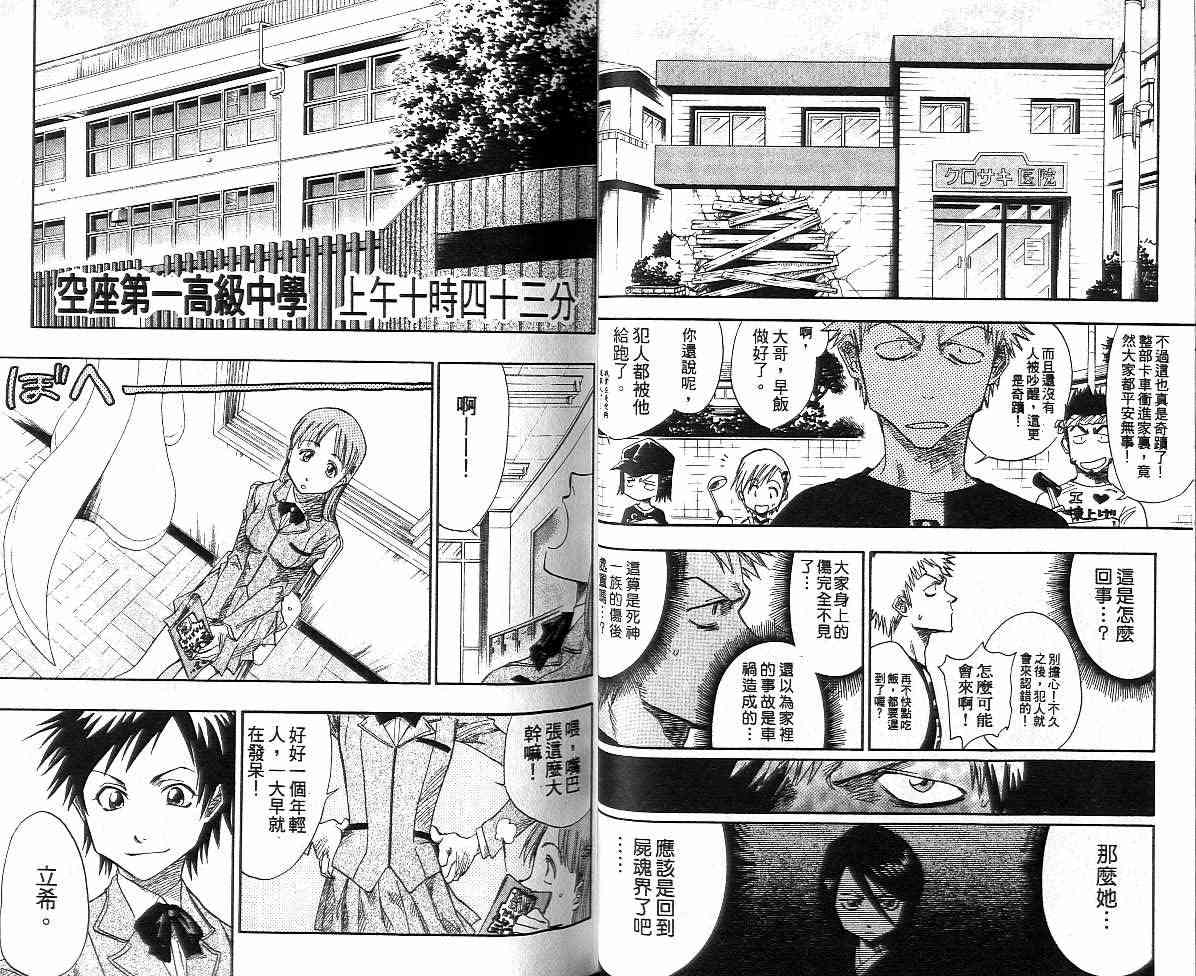 クロサキ医院
不過這也真是奇蹟了！
整部卡車衝進家裏，竟
然大家都平安無事！
而且還沒有
人被吵醒，這更
是奇蹟！
啊，
大哥，早飯
做好了。
你還說呢，
犯人都被他
給跑了。
這是怎麼
回事…？
別擔心！不久
之後，犯人就
會來認錯的！
怎麼可能
會來啊！
再不快點吃
飯，都要遲
到了囉？
大家身上的
傷完全不見
了…
還以為家裡
的事故是車
禍造成的…
這算是死神
一族的傷後
處置嗎…？
那麼她…
應該是回到
屍魂界了吧
……
空座第一高級中學
上午十時四十三分
啊——！
ぼへ
喂，嘴巴
張這麼大
幹嘛！
好好一個年輕
人，一大早就
在發呆！
立希。